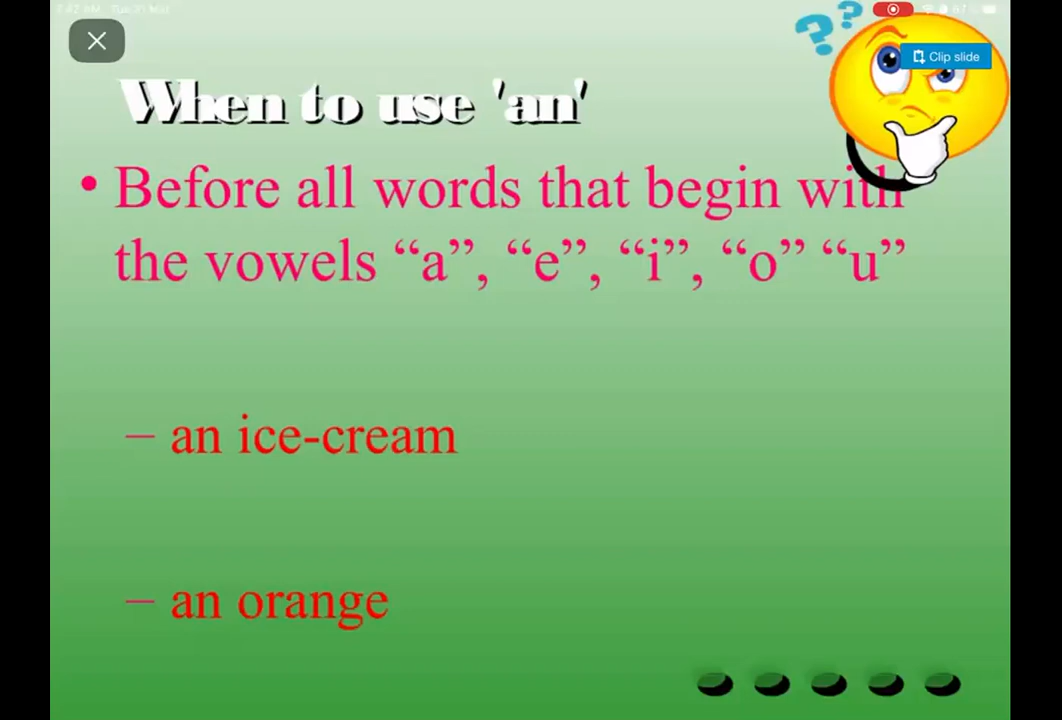 Clip slide
When to use 'an'
• Before all words that begin with
the vowels “a”, “e”, “i”, “o” “u”
– an ice-cream
– an orange